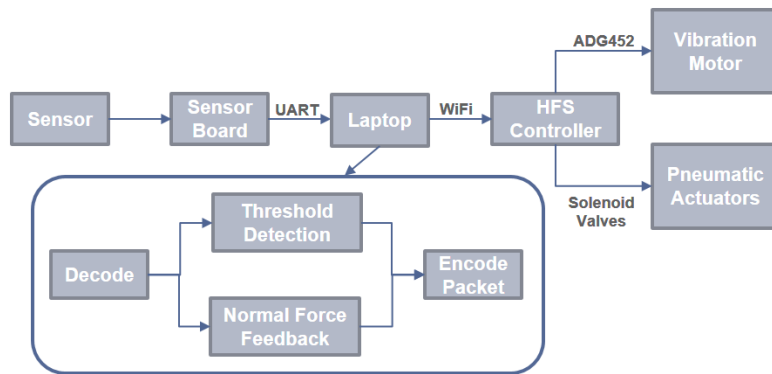 ADG452
Vibration
Motor
Sensor
Sensor
Board
UART
Laptop
WiFi
HFS
Controller
Solenoid
Valves
Pneumatic
Actuators
Decode
Threshold
Detection
Normal Force
Feedback
Encode
Packet